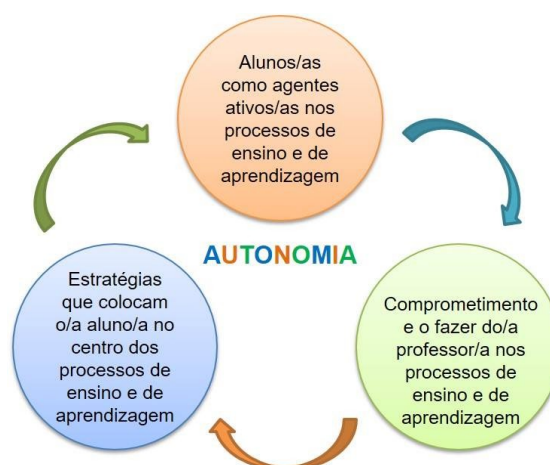 Alunos/as
como agentes
ativos/as nos
processos de
ensino e de
aprendizagem
AUTONOMIA
Estratégias
que colocam
o/a aluno/a no
centro dos
processos de
ensino e de
aprendizagem
Comprometimento
e o fazer do/a
professor/a nos
processos de
ensino e de
aprendizagem